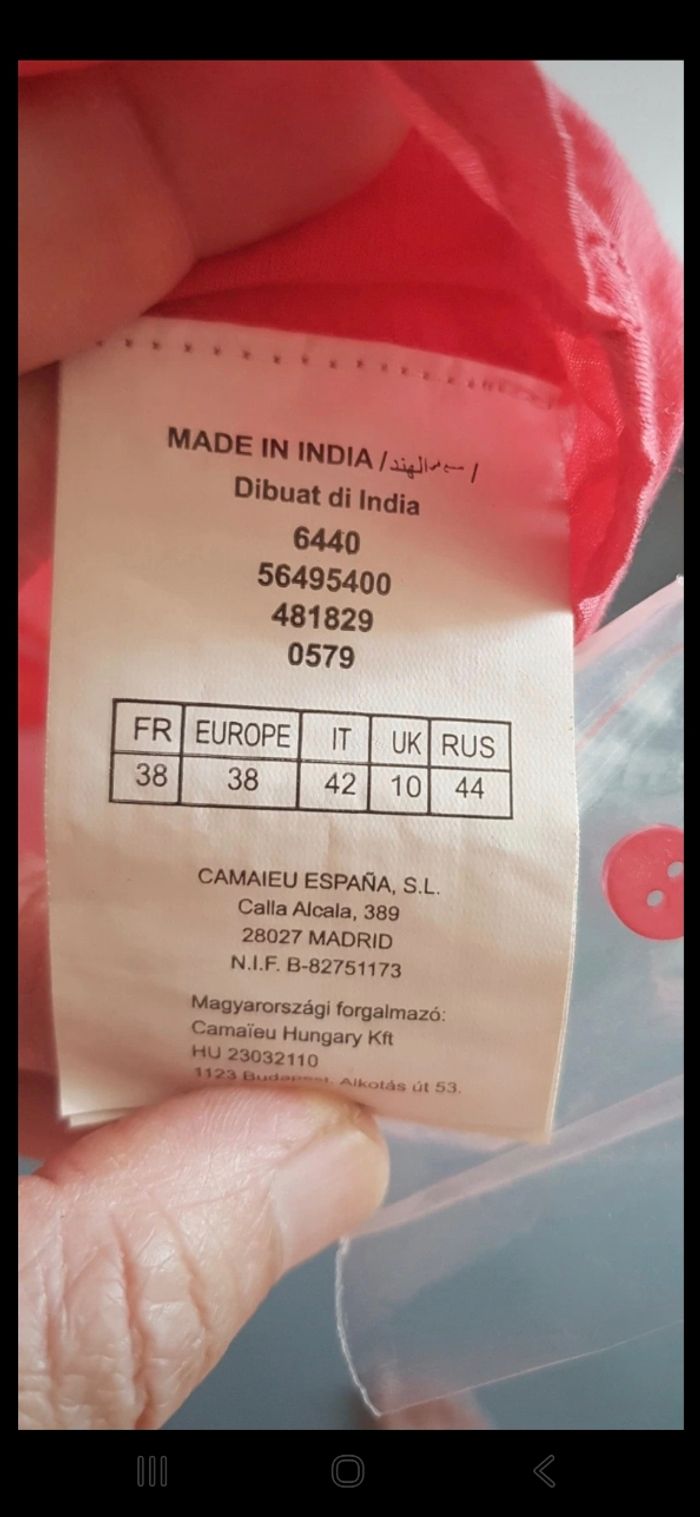 MADE IN INDIA / الهند /
Dibuat di India
6440
56495400
481829
0579
FR EUROPE IT UK RUS
38 38 42 10 44
CAMAIEU ESPAÑA, S.L.
Calla Alcala, 389
28027 MADRID
N.I.F. B-82751173
Magyarországi forgalmazó:
Camaïeu Hungary Kft
HU 23032110
1123 Budapest, Alkotás út 53.